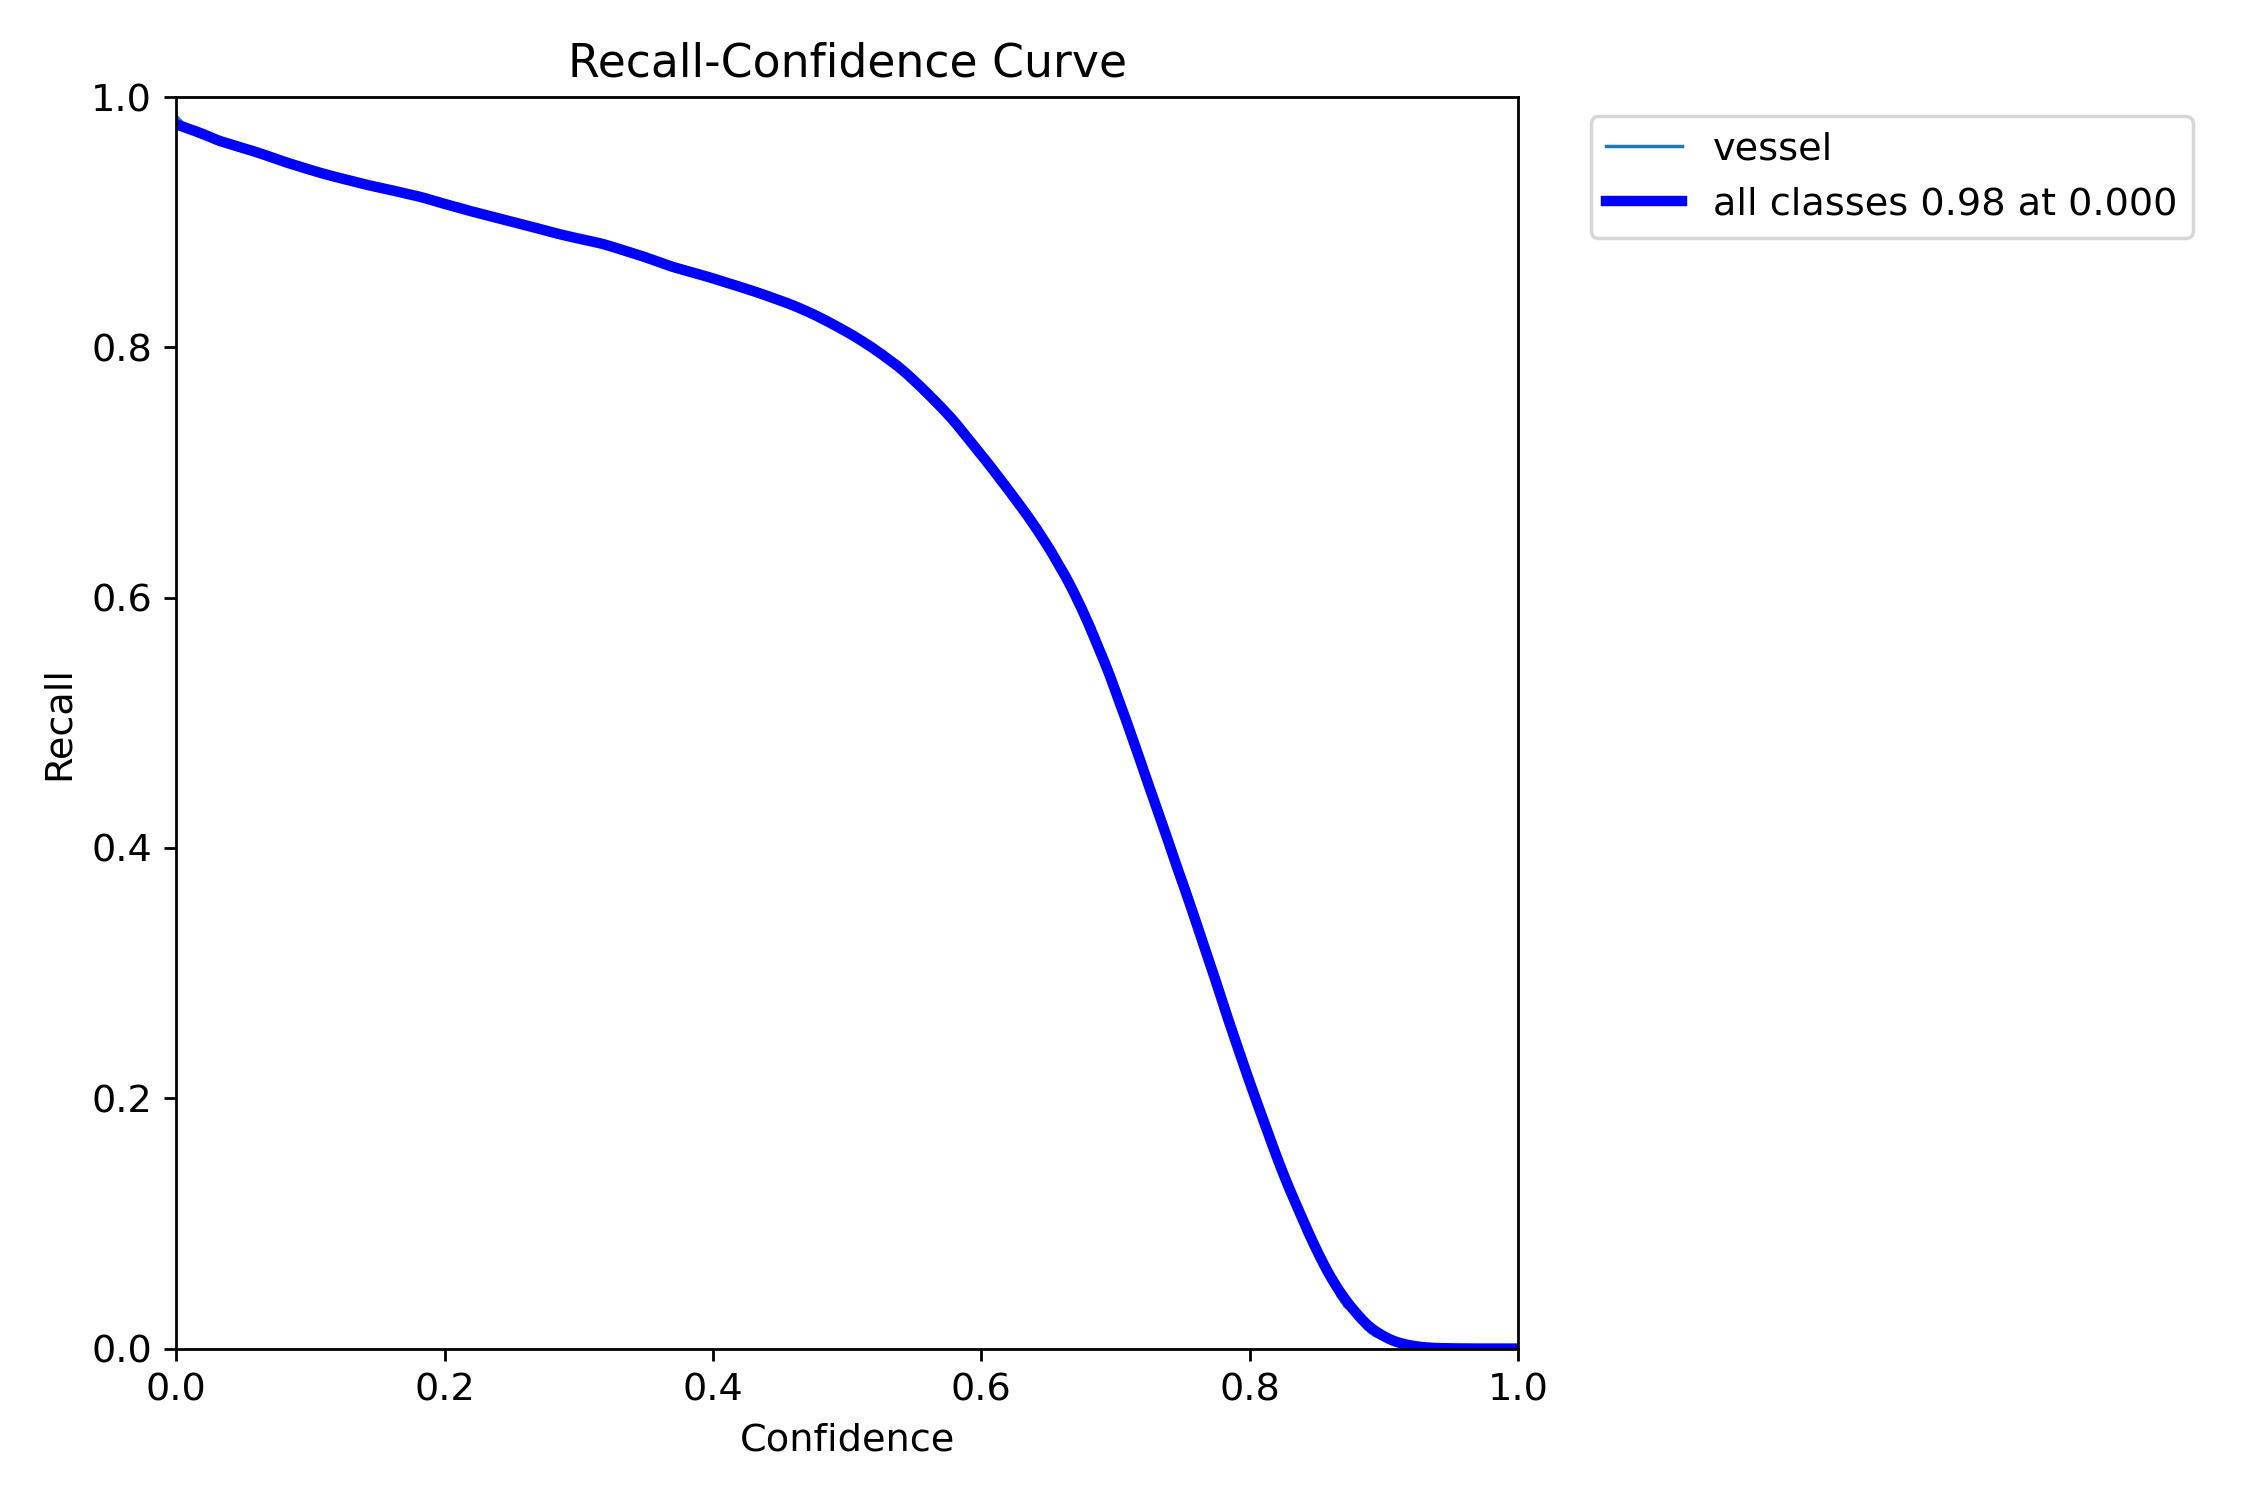 Recall-Confidence Curve
1.0
0.8
0.6
0.4
0.2
0.0
Recall
0.0 0.2 0.4 0.6 0.8 1.0
Confidence
vessel
all classes 0.98 at 0.000